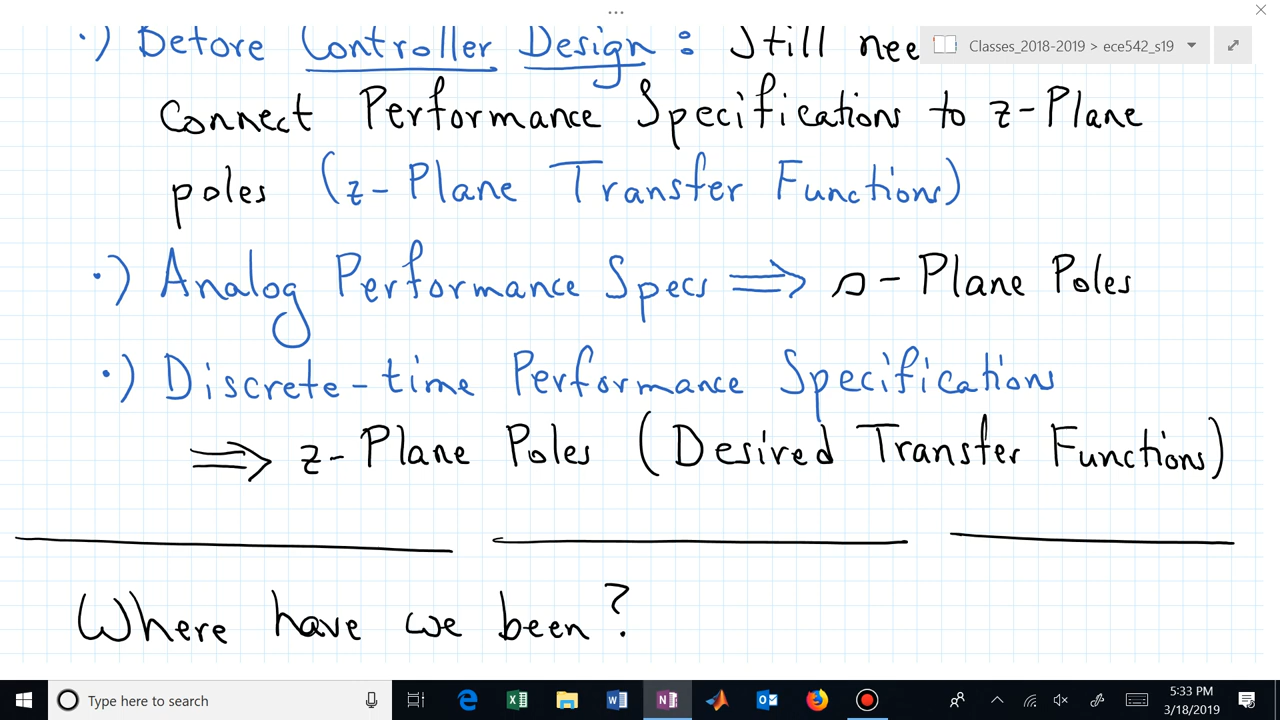 ·) Before Controller Design: Still nee
Classes_2018-2019 > ece542_s19
Connect Performance Specifications to z-Plane
poles (z-Plane Transfer Functions)
·) Analog Performance Specs ⟹ s-Plane Poles
·) Discrete-time Performance Specifications
⟹ z-Plane Poles (Desired Transfer Functions)
Where have we been?
Type here to search
5:33 PM
3/18/2019